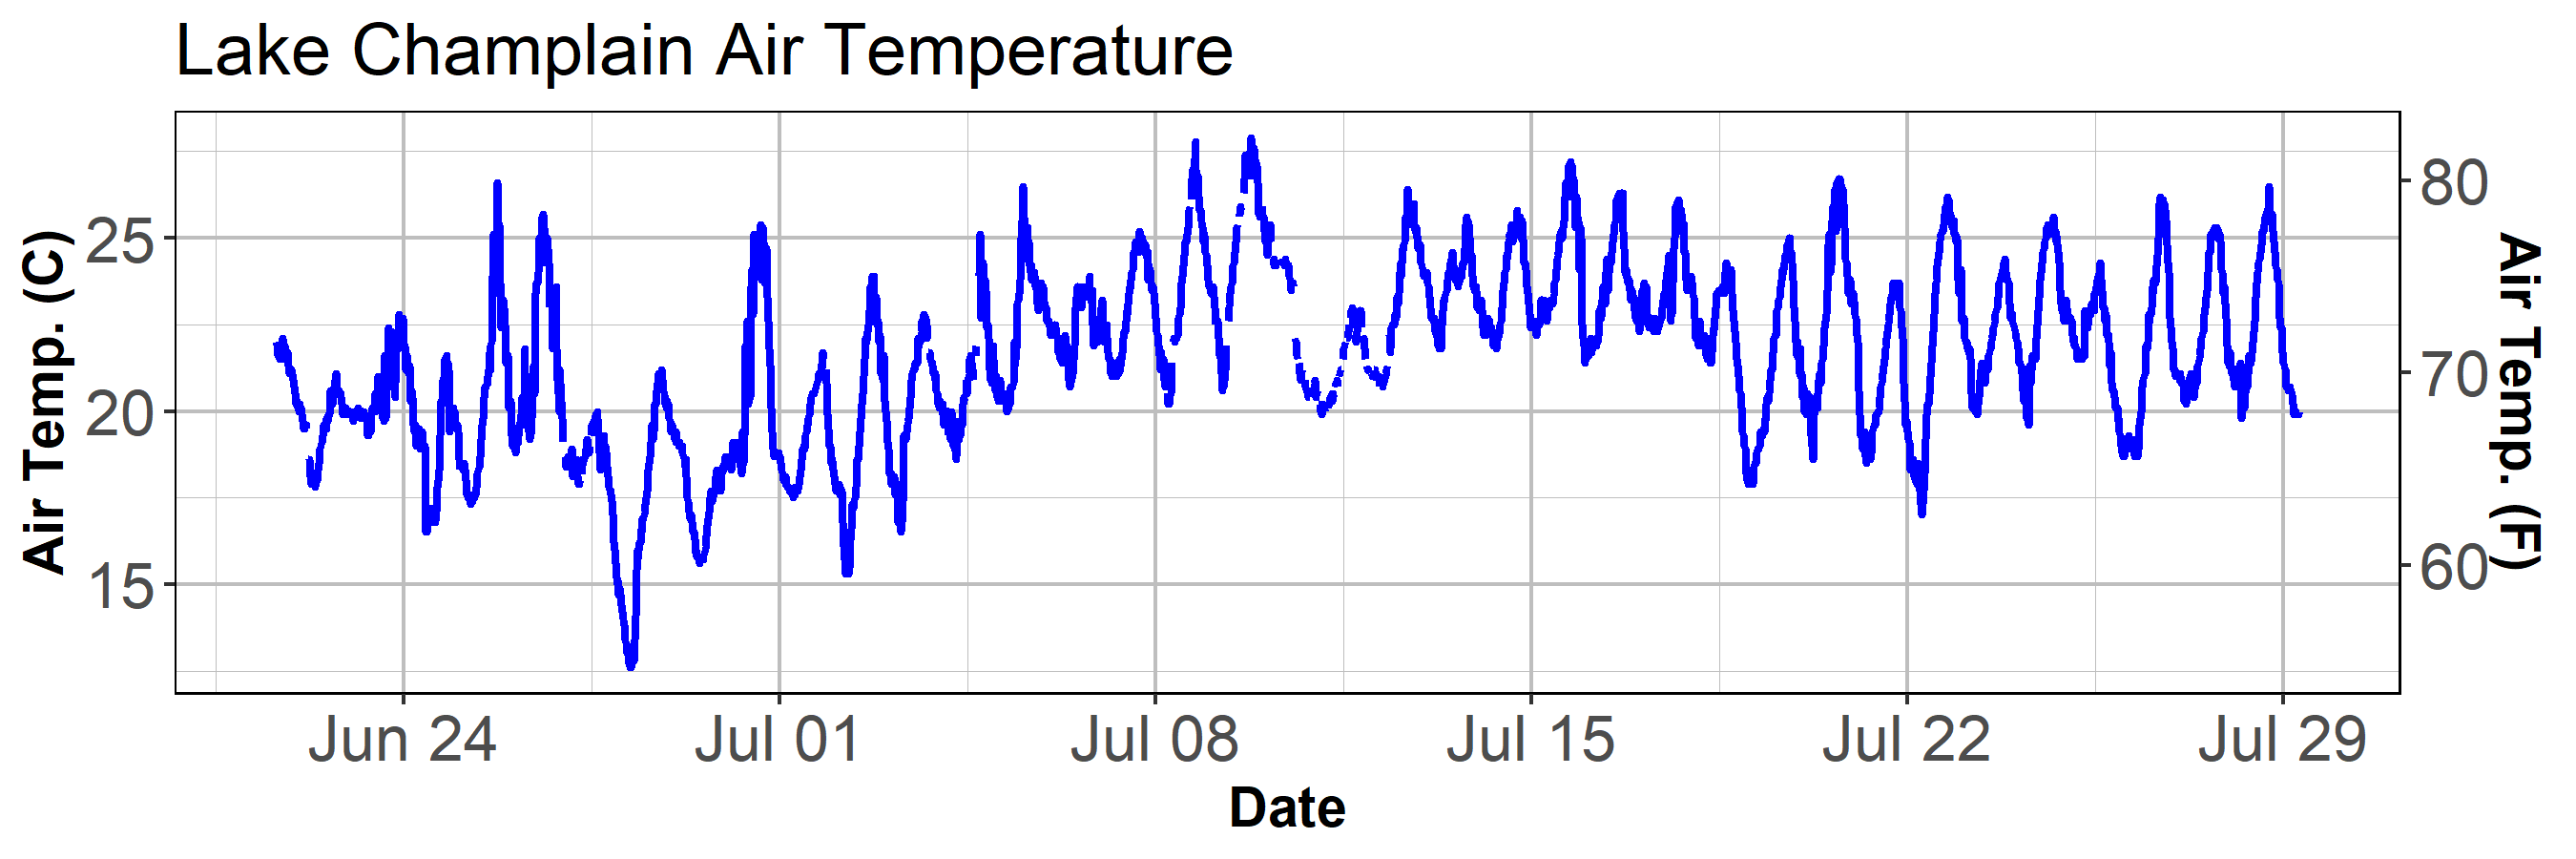 Lake Champlain Air Temperature
Air Temp. (C)
25
20
15
80
70
60
Air Temp. (F)
Jun 24
Jul 01
Jul 08
Jul 15
Jul 22
Jul 29
Date